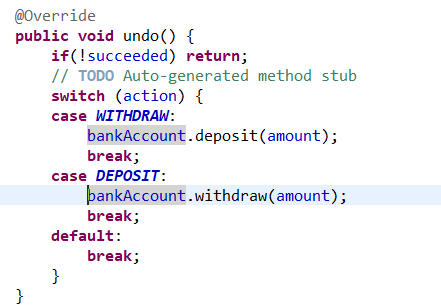 @Override
public void undo() {
    if(!succeeded) return;
    // TODO Auto-generated method stub
    switch (action) {
    case WITHDRAW:
        bankAccount.deposit(amount);
        break;
    case DEPOSIT:
        bankAccount.withdraw(amount);
        break;
    default:
        break;
    }
}